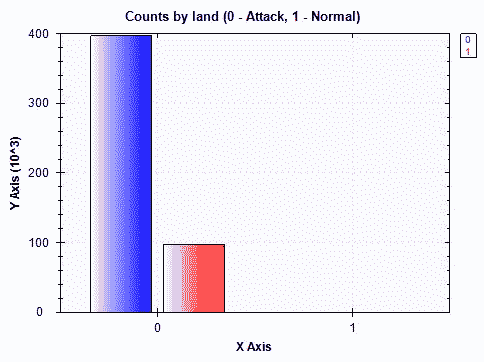 Counts by land (0 - Attack, 1 - Normal)
0
1
400
300
200
100
0
Y Axis (10^3)
0 1
X Axis